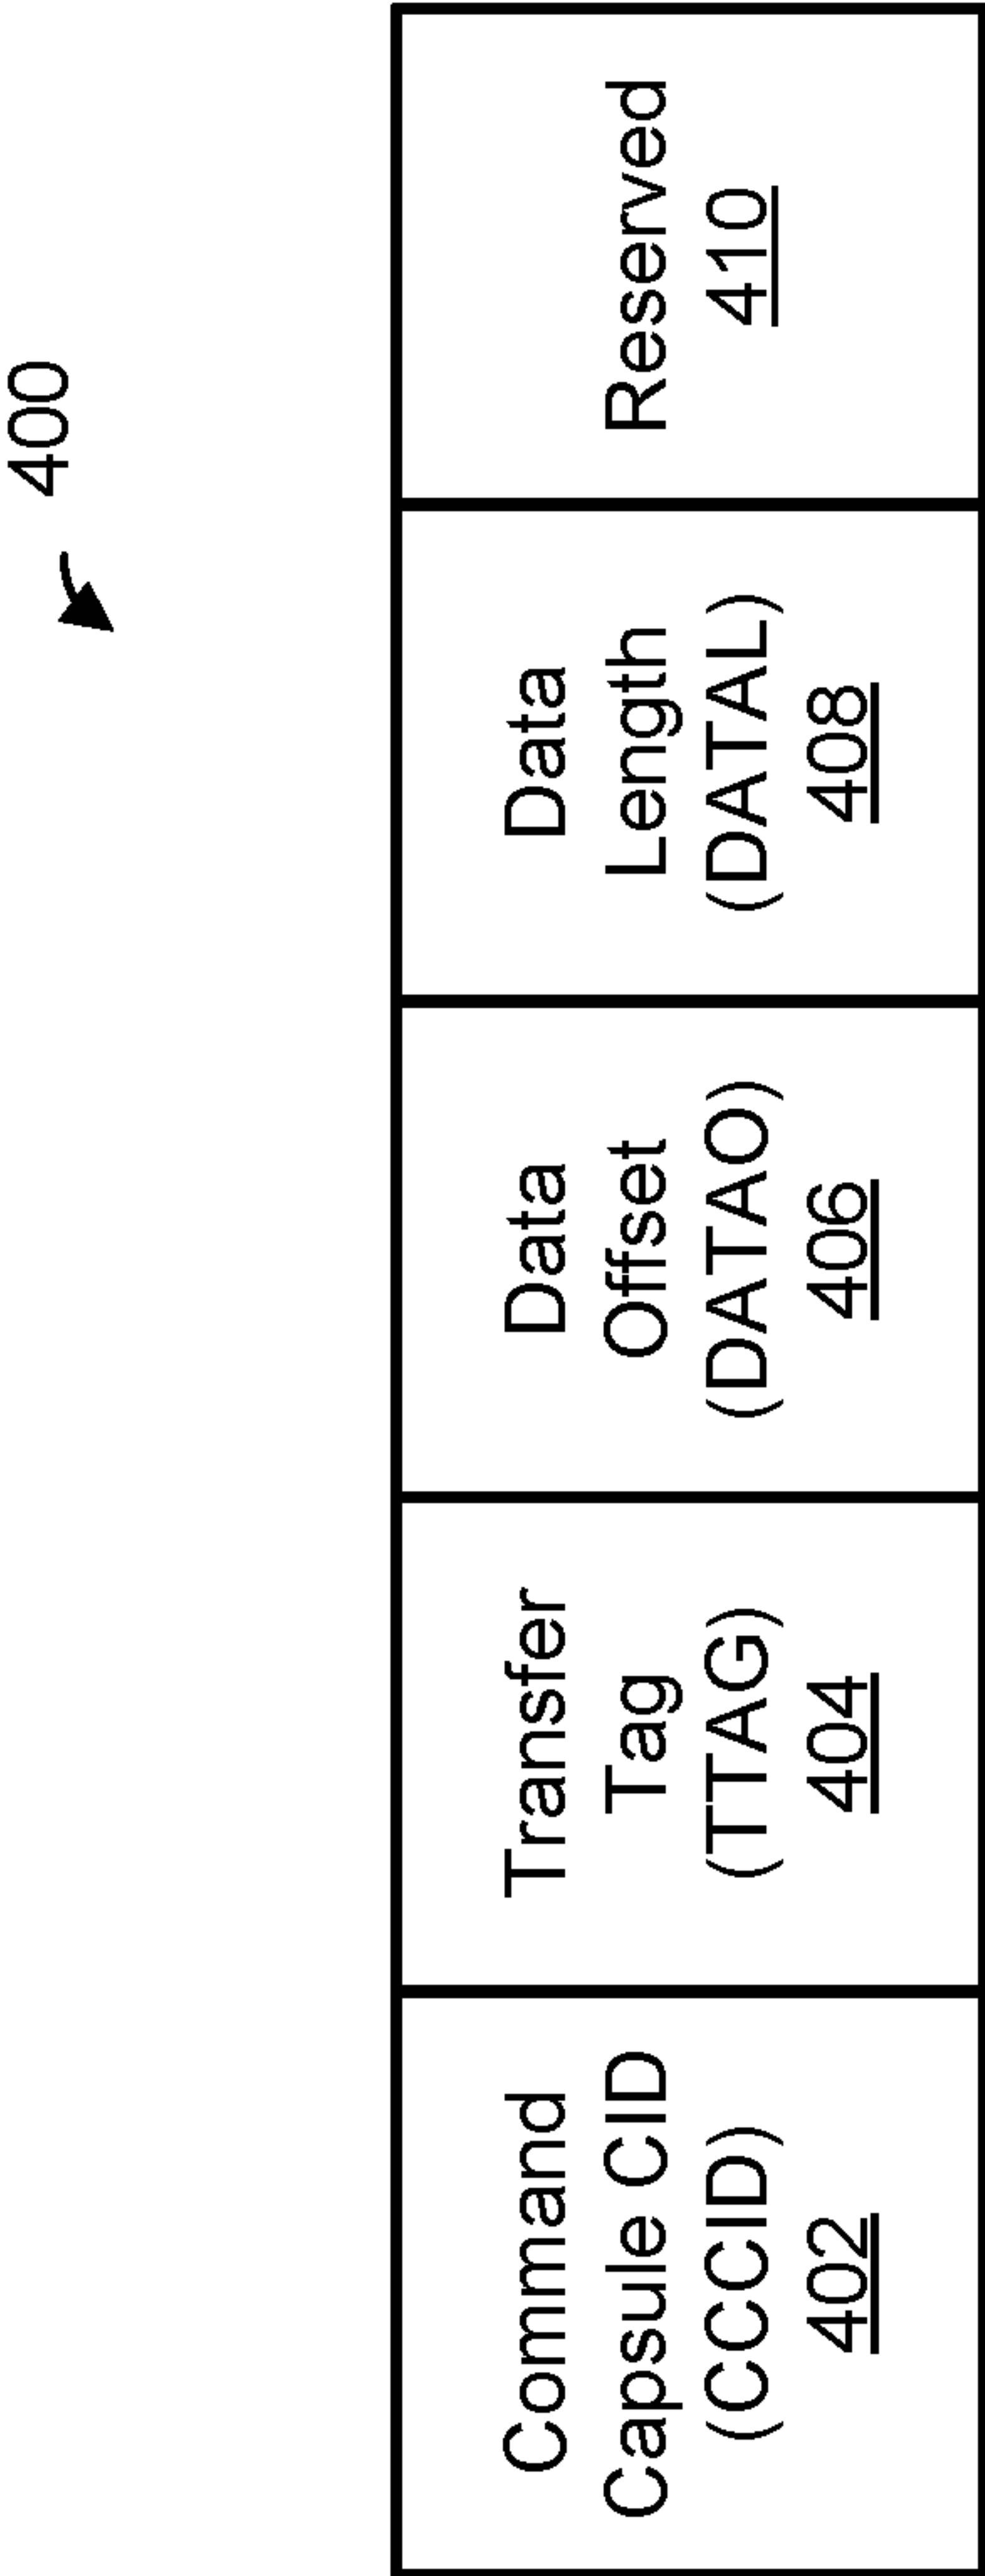 400
Command
Capsule CID
(CCCID)
402
Transfer
Tag
(TTAG)
404
Data
Offset
(DATAO)
406
Data
Length
(DATAL)
408
Reserved
410